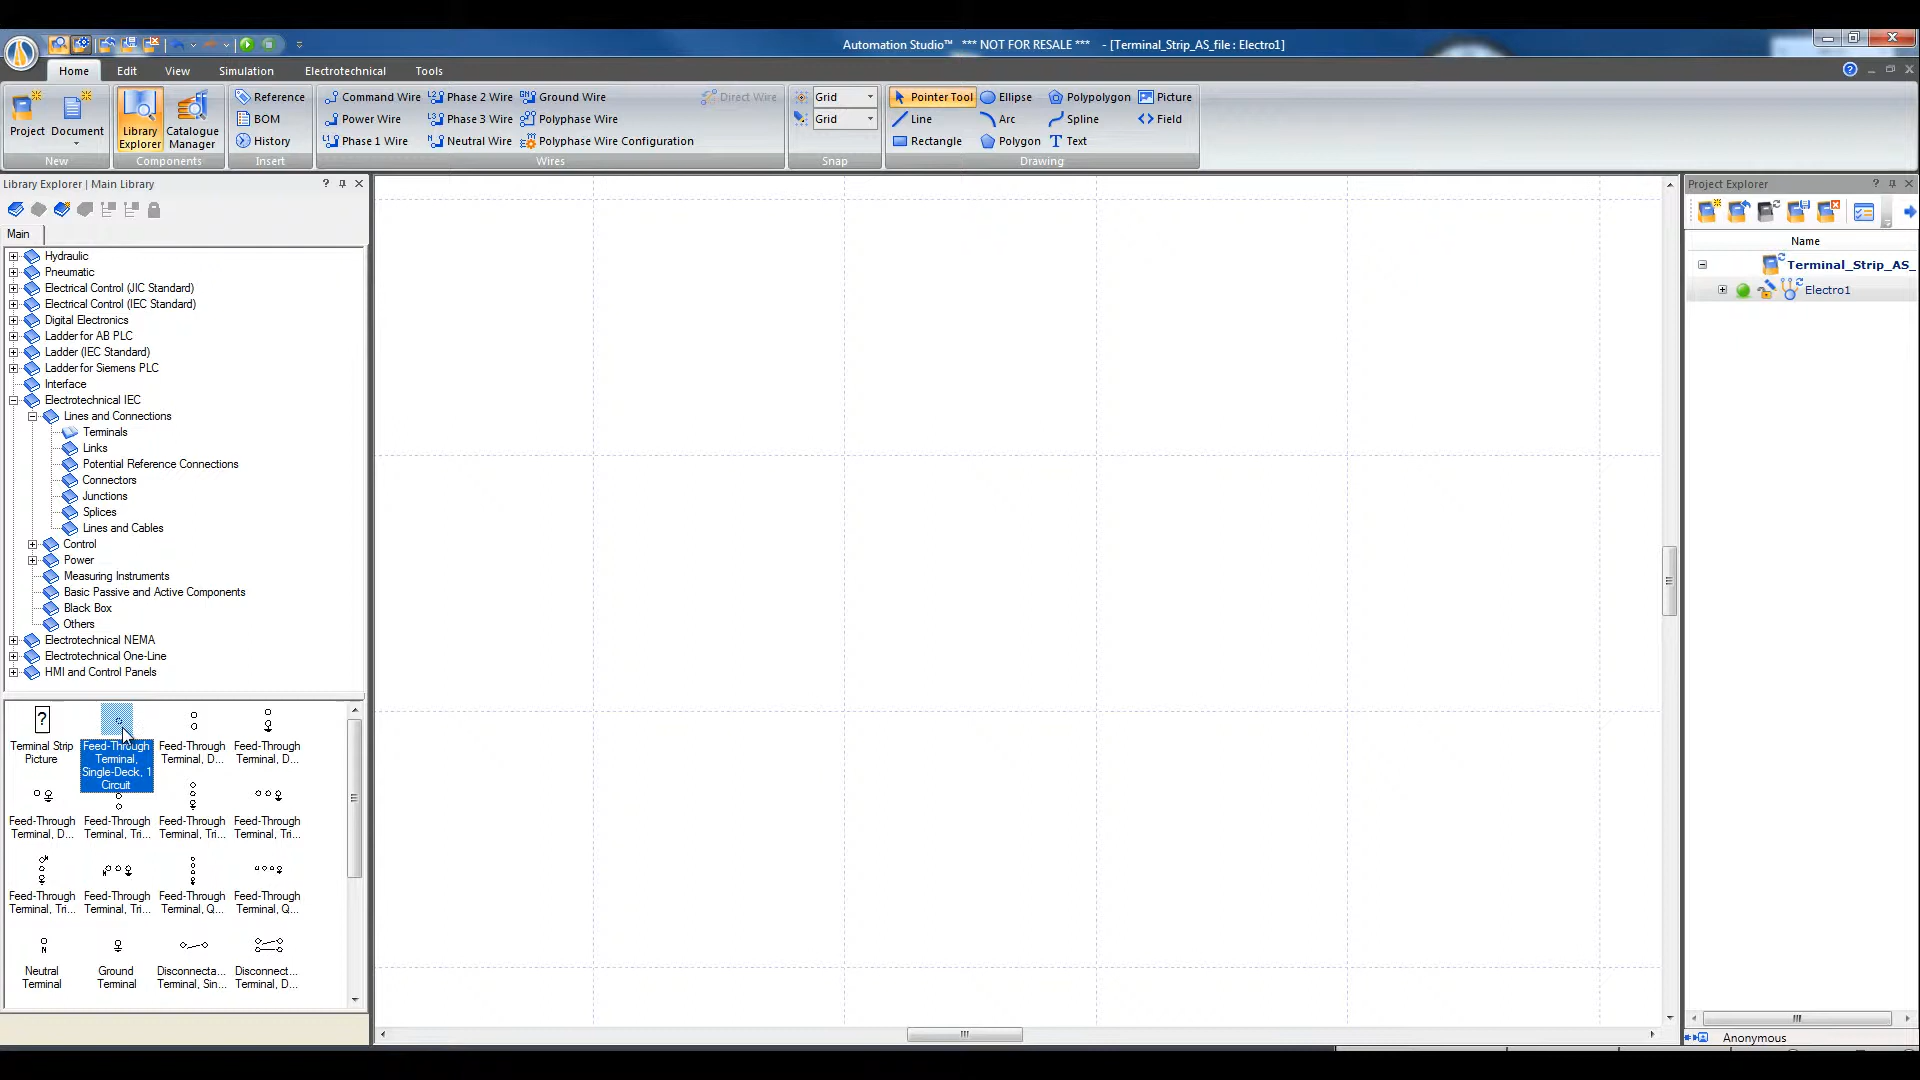 Automation Studio™ *** NOT FOR RESALE *** - [Terminal_Strip_AS_file : Electro1]
Home Edit View Simulation Electrotechnical Tools
Project
Document
New
Library Explorer
Catalogue Manager
Components
Reference
BOM
History
Insert
Command Wire
Power Wire
Phase 1 Wire
Phase 2 Wire
Phase 3 Wire
Neutral Wire
Ground Wire
Polyphase Wire
Polyphase Wire Configuration
Direct Wire
Wires
Grid
Grid
Snap
Pointer Tool
Line
Rectangle
Ellipse
Arc
Polygon
Polypolygon
Spline
Text
Picture
Field
Drawing
Library Explorer | Main Library
Main
Hydraulic
Pneumatic
Electrical Control (JIC Standard)
Electrical Control (IEC Standard)
Digital Electronics
Ladder for AB PLC
Ladder (IEC Standard)
Ladder for Siemens PLC
Interface
Electrotechnical IEC
Lines and Connections
Terminals
Links
Potential Reference Connections
Connectors
Junctions
Splices
Lines and Cables
Control
Power
Measuring Instruments
Basic Passive and Active Components
Black Box
Others
Electrotechnical NEMA
Electrotechnical One-Line
HMI and Control Panels
?
Terminal Strip
Picture
Feed-Through
Terminal,
Single-Deck, 1
Circuit
Feed-Through
Terminal, D...
Feed-Through
Terminal, D...
Feed-Through
Terminal, D...
Feed-Through
Terminal, Tri...
Feed-Through
Terminal, Tri...
Feed-Through
Terminal, Tri...
Feed-Through
Terminal, Tri...
Feed-Through
Terminal, Tri...
Feed-Through
Terminal, Q...
Feed-Through
Terminal, Q...
N
Neutral
Terminal
Ground
Terminal
Disconnecta...
Terminal, Sin...
Disconnect...
Terminal, D...
Project Explorer
Name
Terminal_Strip_AS_
Electro1
Anonymous